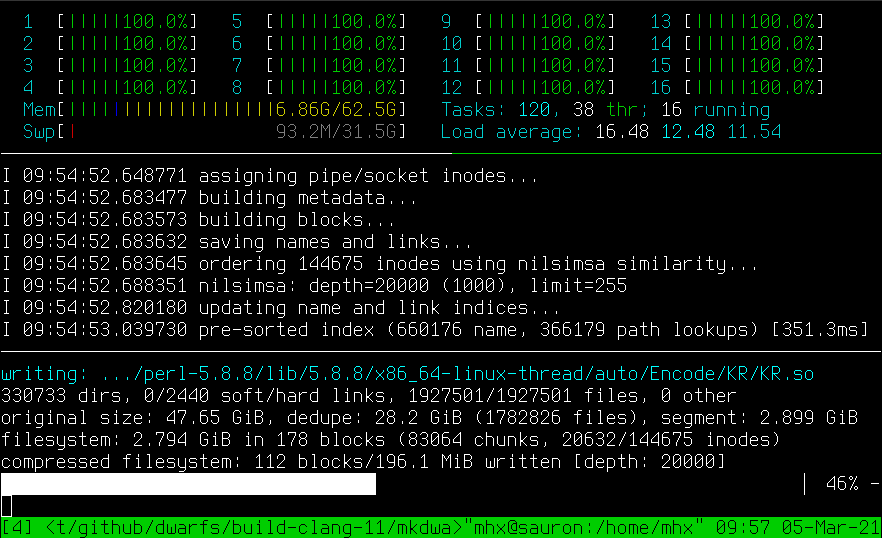 1 [|||||100.0%] 5 [|||||100.0%] 9 [|||||100.0%] 13 [|||||100.0%]
2 [|||||100.0%] 6 [|||||100.0%] 10 [|||||100.0%] 14 [|||||100.0%]
3 [|||||100.0%] 7 [|||||100.0%] 11 [|||||100.0%] 15 [|||||100.0%]
4 [|||||100.0%] 8 [|||||100.0%] 12 [|||||100.0%] 16 [|||||100.0%]
Mem[||||||||||||||||||||6.86G/62.5G] Tasks: 120, 38 thr; 16 running
Swp[| 93.2M/31.5G] Load average: 16.48 12.48 11.54
I 09:54:52.648771 assigning pipe/socket inodes...
I 09:54:52.683477 building metadata...
I 09:54:52.683573 building blocks...
I 09:54:52.683632 saving names and links...
I 09:54:52.683645 ordering 144675 inodes using nilsimsa similarity...
I 09:54:52.688351 nilsimsa: depth=20000 (1000), limit=255
I 09:54:52.820180 updating name and link indices...
I 09:54:53.039730 pre-sorted index (660176 name, 366179 path lookups) [351.3ms]
writing: .../perl-5.8.8/lib/5.8.8/x86_64-linux-thread/auto/Encode/KR/KR.so
330733 dirs, 0/2440 soft/hard links, 1927501/1927501 files, 0 other
original size: 47.65 GiB, dedupe: 28.2 GiB (1782826 files), segment: 2.899 GiB
filesystem: 2.794 GiB in 178 blocks (83064 chunks, 20632/144675 inodes)
compressed filesystem: 112 blocks/196.1 MiB written [depth: 20000]
| 46% -
[4] <t/github/dwarfs/build-clang-11/mkdwa>"mhx@sauron:/home/mhx" 09:57 05-Mar-21